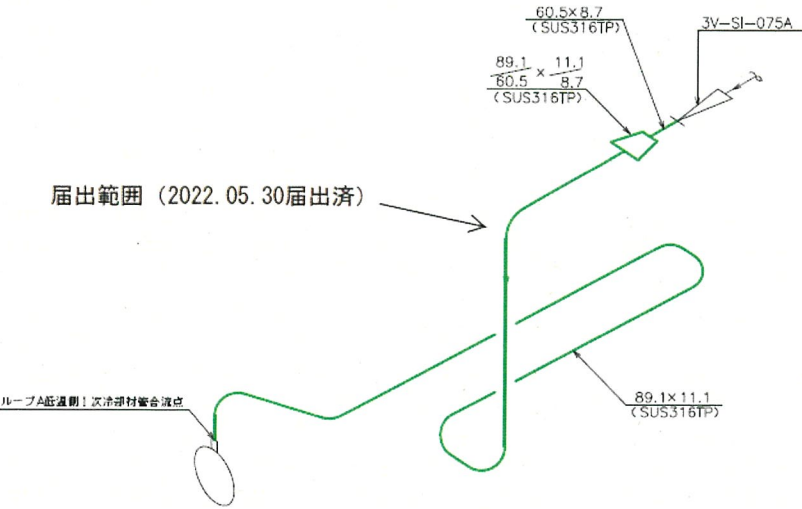 60.5×8.7
(SUS316TP)
3V-SI-075A
89.1/60.5 × 11.1/8.7
(SUS316TP)
届出範囲 (2022.05.30届出済)
89.1×11.1
(SUS316TP)
ループA低温側1次冷却材管合流点